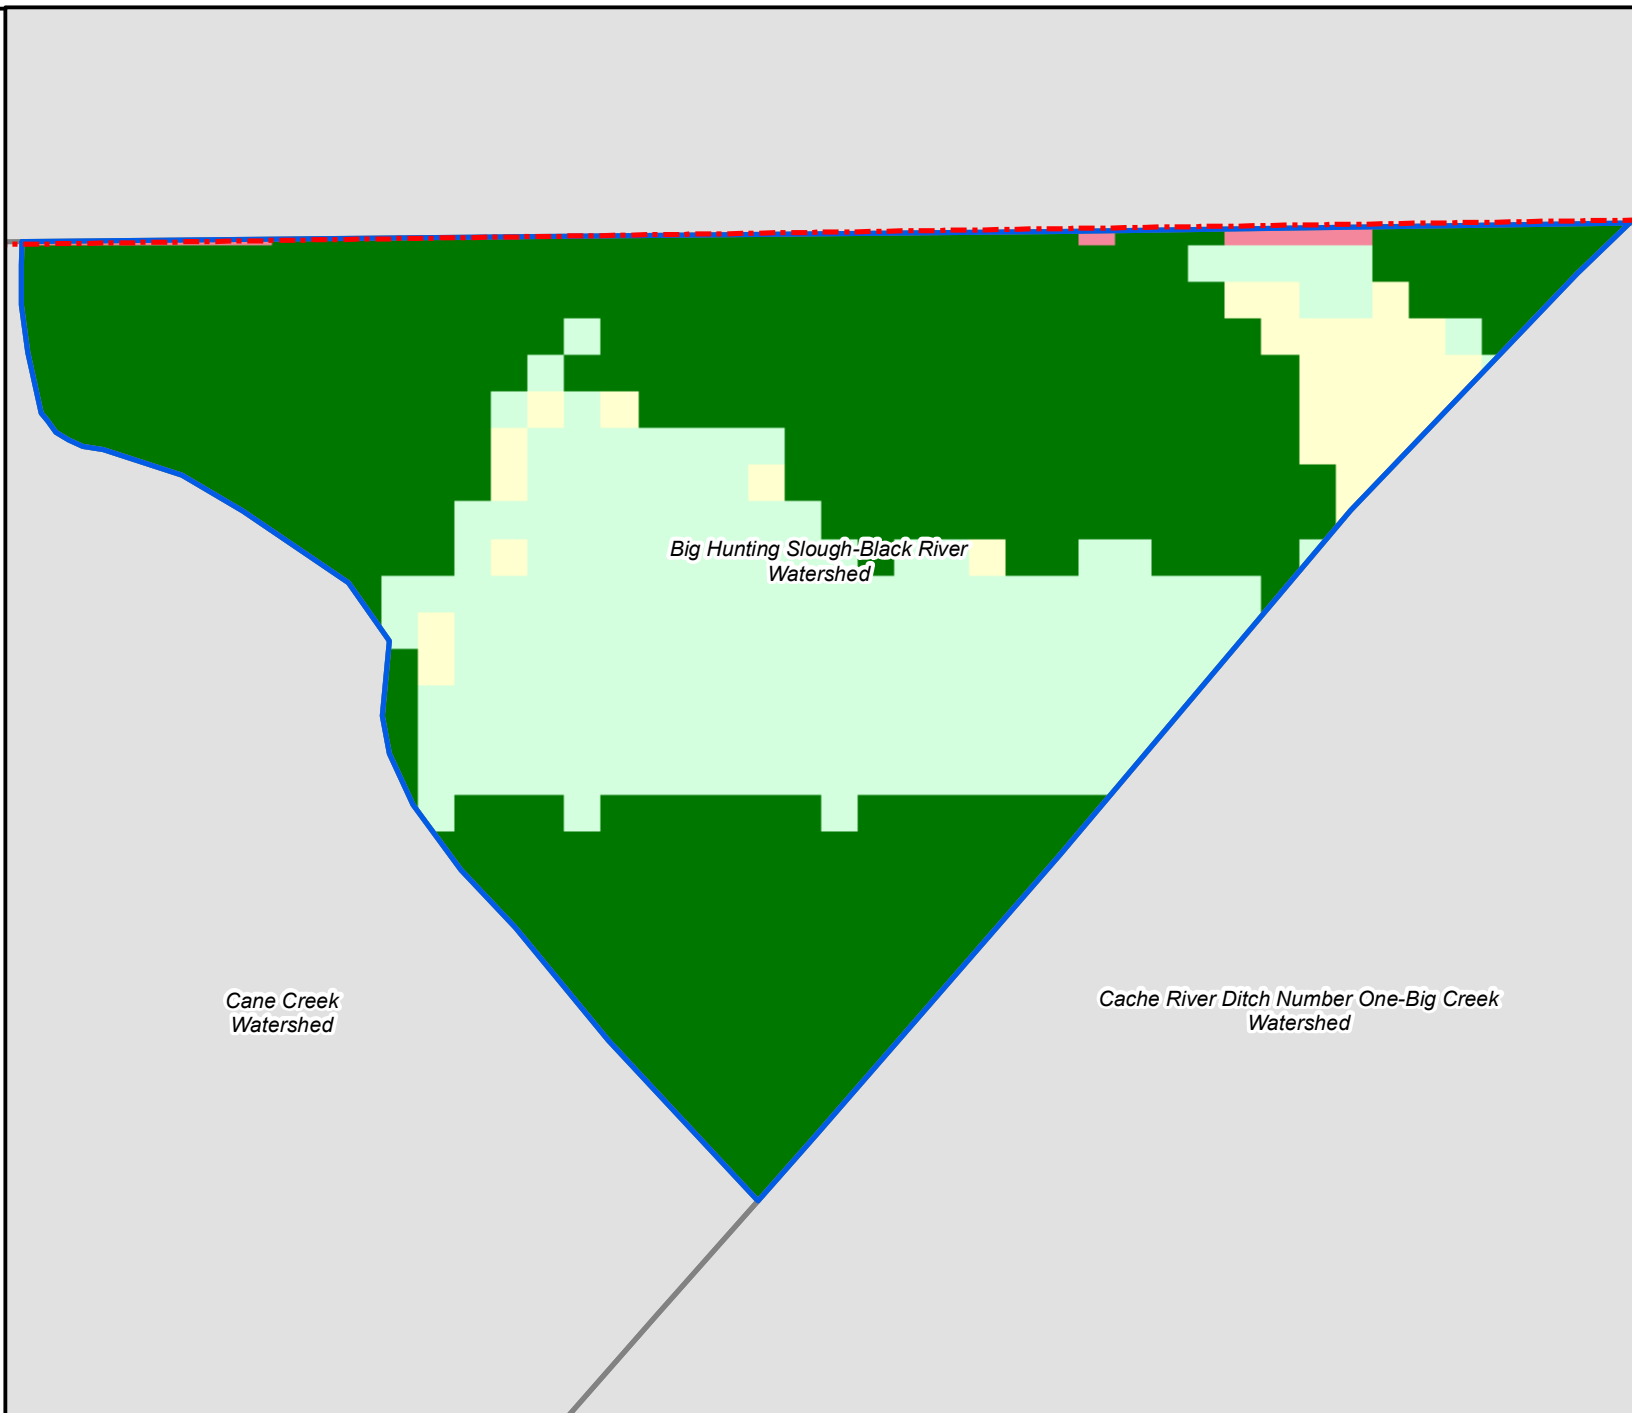 Big Hunting Slough-Black River
Watershed
Cane Creek
Watershed
Cache River Ditch Number One-Big Creek
Watershed